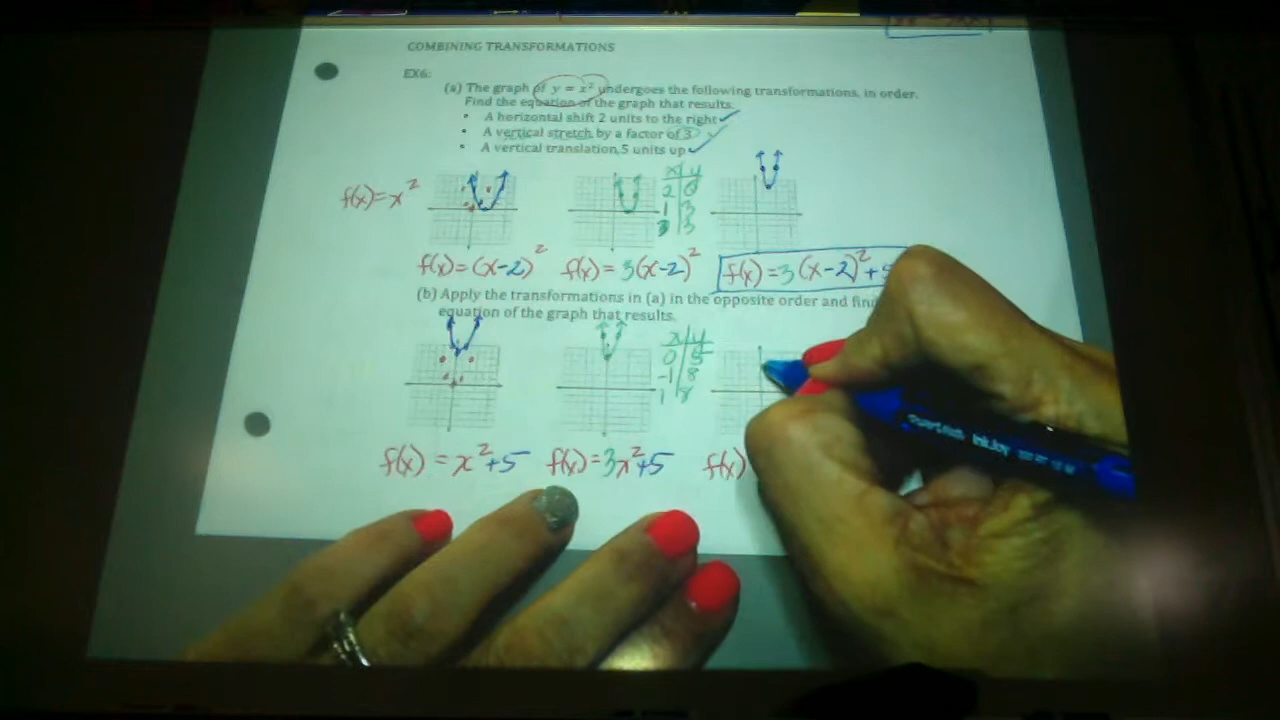 COMBINING TRANSFORMATIONS
EX6:
(a) The graph of y = x² undergoes the following transformations, in order.
Find the equation of the graph that results.
• A horizontal shift 2 units to the right ✓
• A vertical stretch by a factor of 3 ✓
• A vertical translation 5 units up ✓
f(x)=x²
x y
2 0
1 3
3 3
f(x)=(x-2)² f(x)=3(x-2)² f(x)=3(x-2)²+5
(b) Apply the transformations in (a) in the opposite order and find
equation of the graph that results.
x y
0 5
-1 8
1 8
f(x)=x²+5 f(x)=3x²+5 f(x)
InkJoy